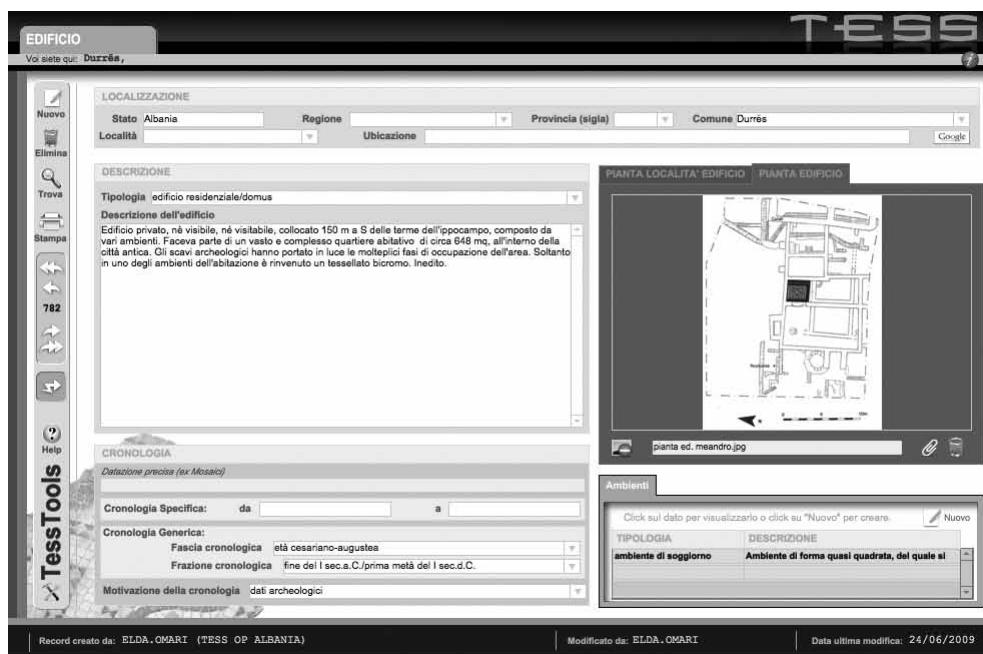 TESS
EDIFICIO
Voi siete qui: Durrës,
Nuovo
Elimina
Trova
Stampa
782
Help
TessTools
LOCALIZZAZIONE
Stato Albania Regione Provincia (sigla) Comune Durrës
Località Ubicazione Google
DESCRIZIONE
Tipologia edificio residenziale/domus
Descrizione dell'edificio
Edificio privato, nè visibile, nè visitabile, collocato 150 m a S delle terme dell'ippocampo, composto da
vari ambienti. Faceva parte di un vasto e complesso quartiere abitativo di circa 648 mq, all'interno della
città antica. Gli scavi archeologici hanno portato in luce le molteplici fasi di occupazione dell'area. Soltanto
in uno degli ambienti dell'abitazione è rinvenuto un tessellato bicromo. Inedito.
CRONOLOGIA
Datazione precisa (ex Mosaici)
Cronologia Specifica: da a
Cronologia Generica:
Fascia cronologica età cesariano-augustea
Frazione cronologica fine del I sec.a.C./prima metà del I sec.d.C.
Motivazione della cronologia dati archeologici
PIANTA LOCALITA' EDIFICIO PIANTA EDIFICIO
pianta ed. meandro.jpg
Ambienti
Click sul dato per visualizzarlo o click su "Nuovo" per creare. Nuovo
TIPOLOGIA DESCRIZIONE
ambiente di soggiorno Ambiente di forma quasi quadrata, del quale si
Record creato da: ELDA.OMARI (TESS OP ALBANIA) Modificato da: ELDA.OMARI Data ultima modifica: 24/06/2009